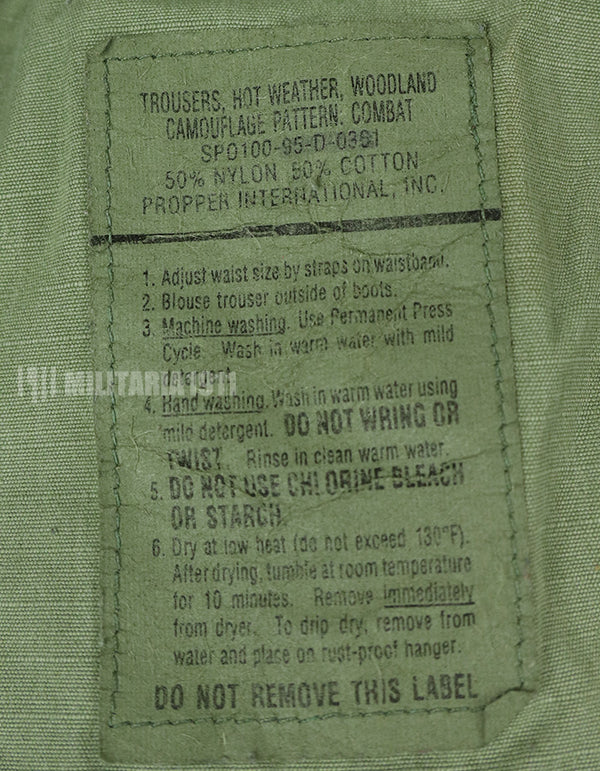 TROUSERS, HOT WEATHER, WOODLAND
CAMOUFLAGE PATTERN: COMBAT
SPO100-95-D-0351
50% NYLON, 50% COTTON
PROPPER INTERNATIONAL, INC.
1. Adjust waist size by straps on waistband.
2. Blouse trouser outside of boots.
3. Machine washing. Use Permanent Press
Cycle. Wash in warm water with mild
detergent.
4. Hand washing. Wash in warm water using
mild detergent. DO NOT WRING OR
TWIST. Rinse in clean warm water.
5. DO NOT USE CHLORINE BLEACH
OR STARCH.
6. Dry at low heat (do not exceed 130°F).
After drying, tumble at room temperature
for 10 minutes. Remove immediately
from dryer. To drip dry, remove from
water and place on rust-proof hanger.
DO NOT REMOVE THIS LABEL